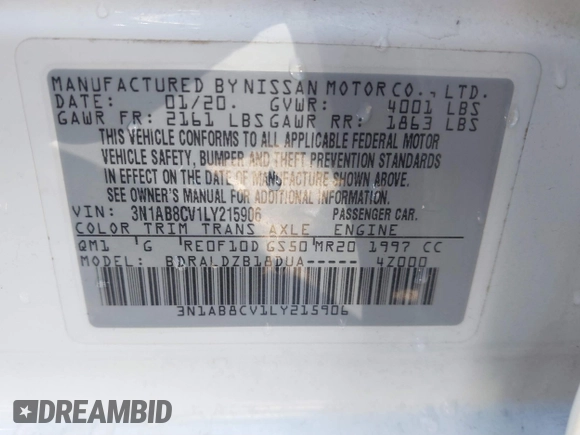 MANUFACTURED BY NISSAN MOTOR CO., LTD.
DATE: 01/20. GVWR: 4001 LBS
GAWR FR: 2161 LBS GAWR RR: 1863 LBS
THIS VEHICLE CONFORMS TO ALL APPLICABLE FEDERAL MOTOR
VEHICLE SAFETY, BUMPER AND THEFT PREVENTION STANDARDS
IN EFFECT ON THE DATE OF MANUFACTURE SHOWN ABOVE.
SEE OWNER'S MANUAL FOR ADDITIONAL INFORMATION.
VIN: 3N1AB8CV1LY215906 PASSENGER CAR.
COLOR TRIM TRANS AXLE ENGINE
QM1 G RE0F10D GS50 MR20 1997 CC
MODEL: BDRALDZB18DUA----- 4Z000
3N1AB8CV1LY215906
DREAMBID